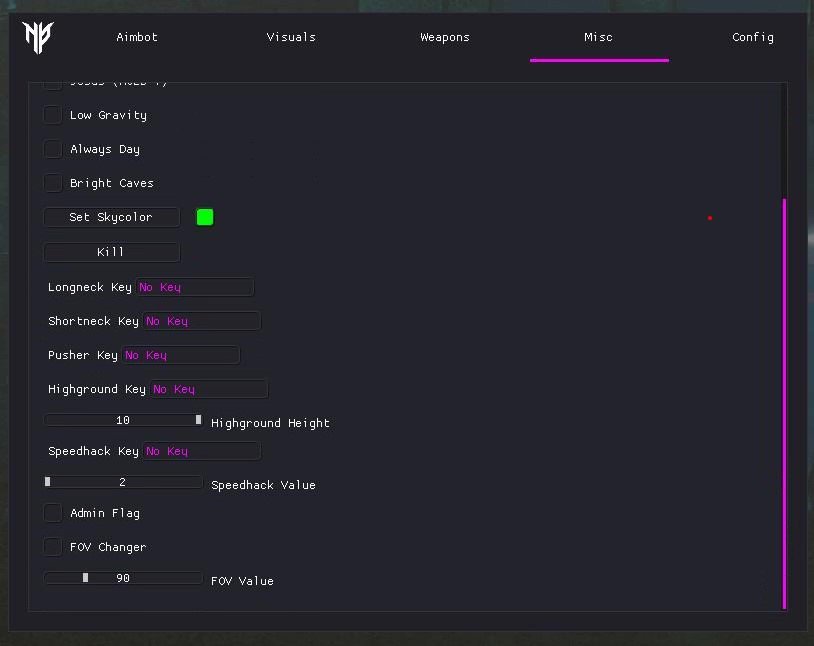 Aimbot Visuals Weapons Misc Config
Low Gravity
Always Day
Bright Caves
Set Skycolor
Kill
Longneck Key No Key
Shortneck Key No Key
Pusher Key No Key
Highground Key No Key
10 Highground Height
Speedhack Key No Key
2 Speedhack Value
Admin Flag
FOV Changer
90 FOV Value